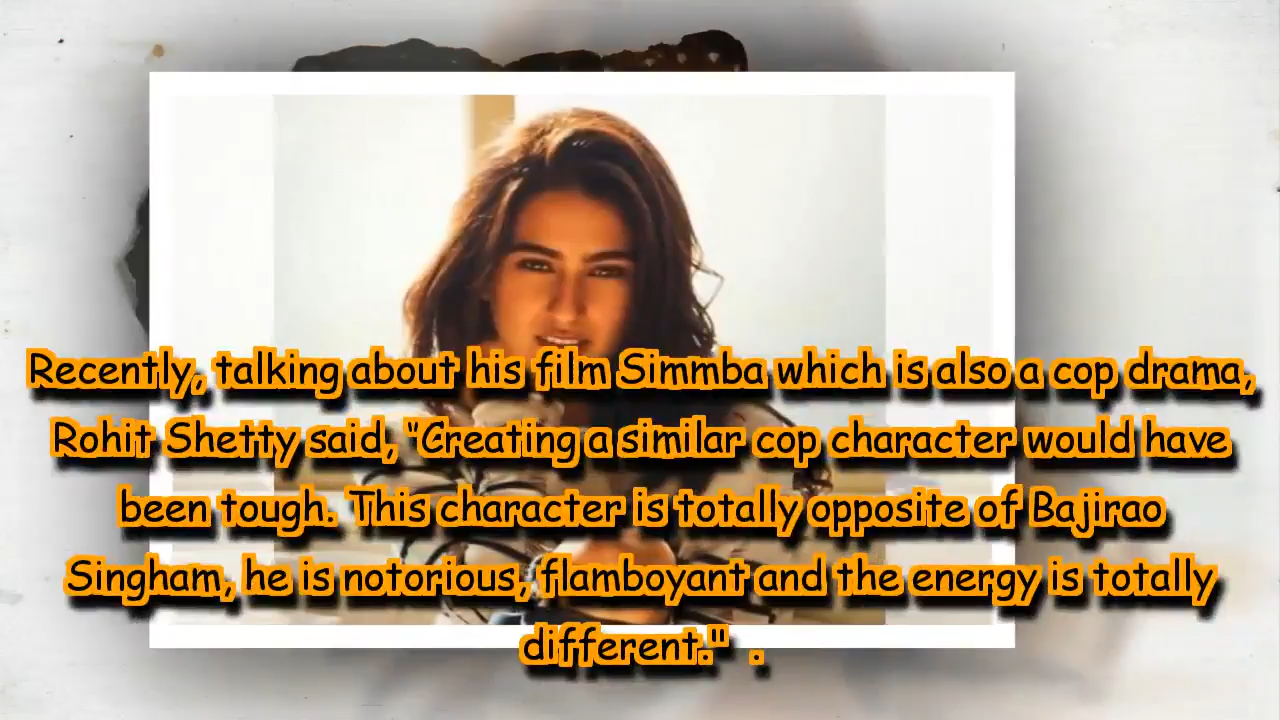 Recently, talking about his film Simmba which is also a cop drama,
Rohit Shetty said, "Creating a similar cop character would have
been tough. This character is totally opposite of Bajirao
Singham, he is notorious, flamboyant and the energy is totally
different." .